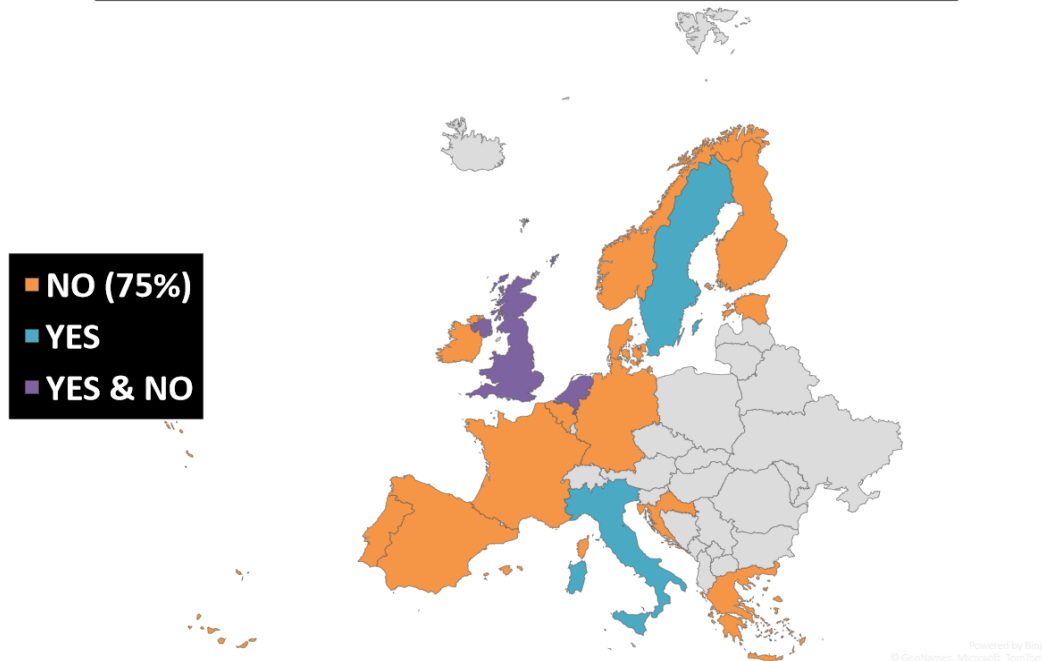 NO (75%)
YES
YES & NO
Powered by Bing
© GeoNames, Microsoft, TomTom